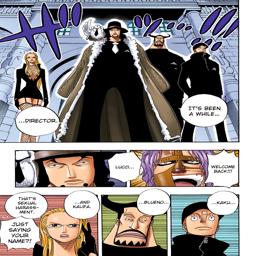 IT'S BEEN
A WHILE...
...DIRECTOR.
LUCCI...
WELCOME
BACK!!!
THAT'S
SEXUAL
HARASS-
MENT.
JUST
SAYING
YOUR
NAME?!
...AND
KALIFA.
...BLUENO...
...KAKU...